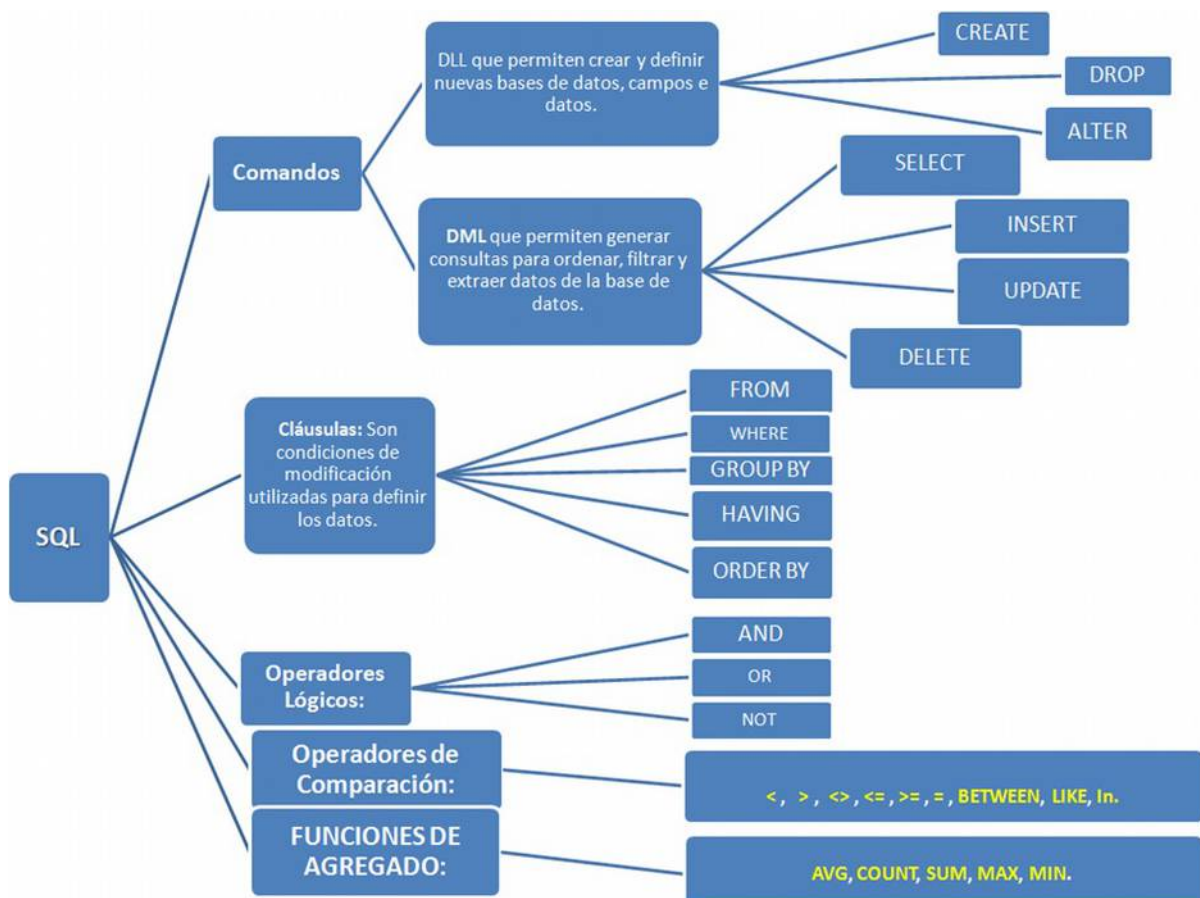 SQL
Comandos
DLL que permiten crear y definir
nuevas bases de datos, campos e
datos.
CREATE
DROP
ALTER
DML que permiten generar
consultas para ordenar, filtrar y
extraer datos de la base de
datos.
SELECT
INSERT
UPDATE
DELETE
Cláusulas: Son
condiciones de
modificación
utilizadas para definir
los datos.
FROM
WHERE
GROUP BY
HAVING
ORDER BY
Operadores
Lógicos:
AND
OR
NOT
Operadores de
Comparación:
< , > , <> , <= , >= , = , BETWEEN, LIKE, In.
FUNCIONES DE
AGREGADO:
AVG, COUNT, SUM, MAX, MIN.